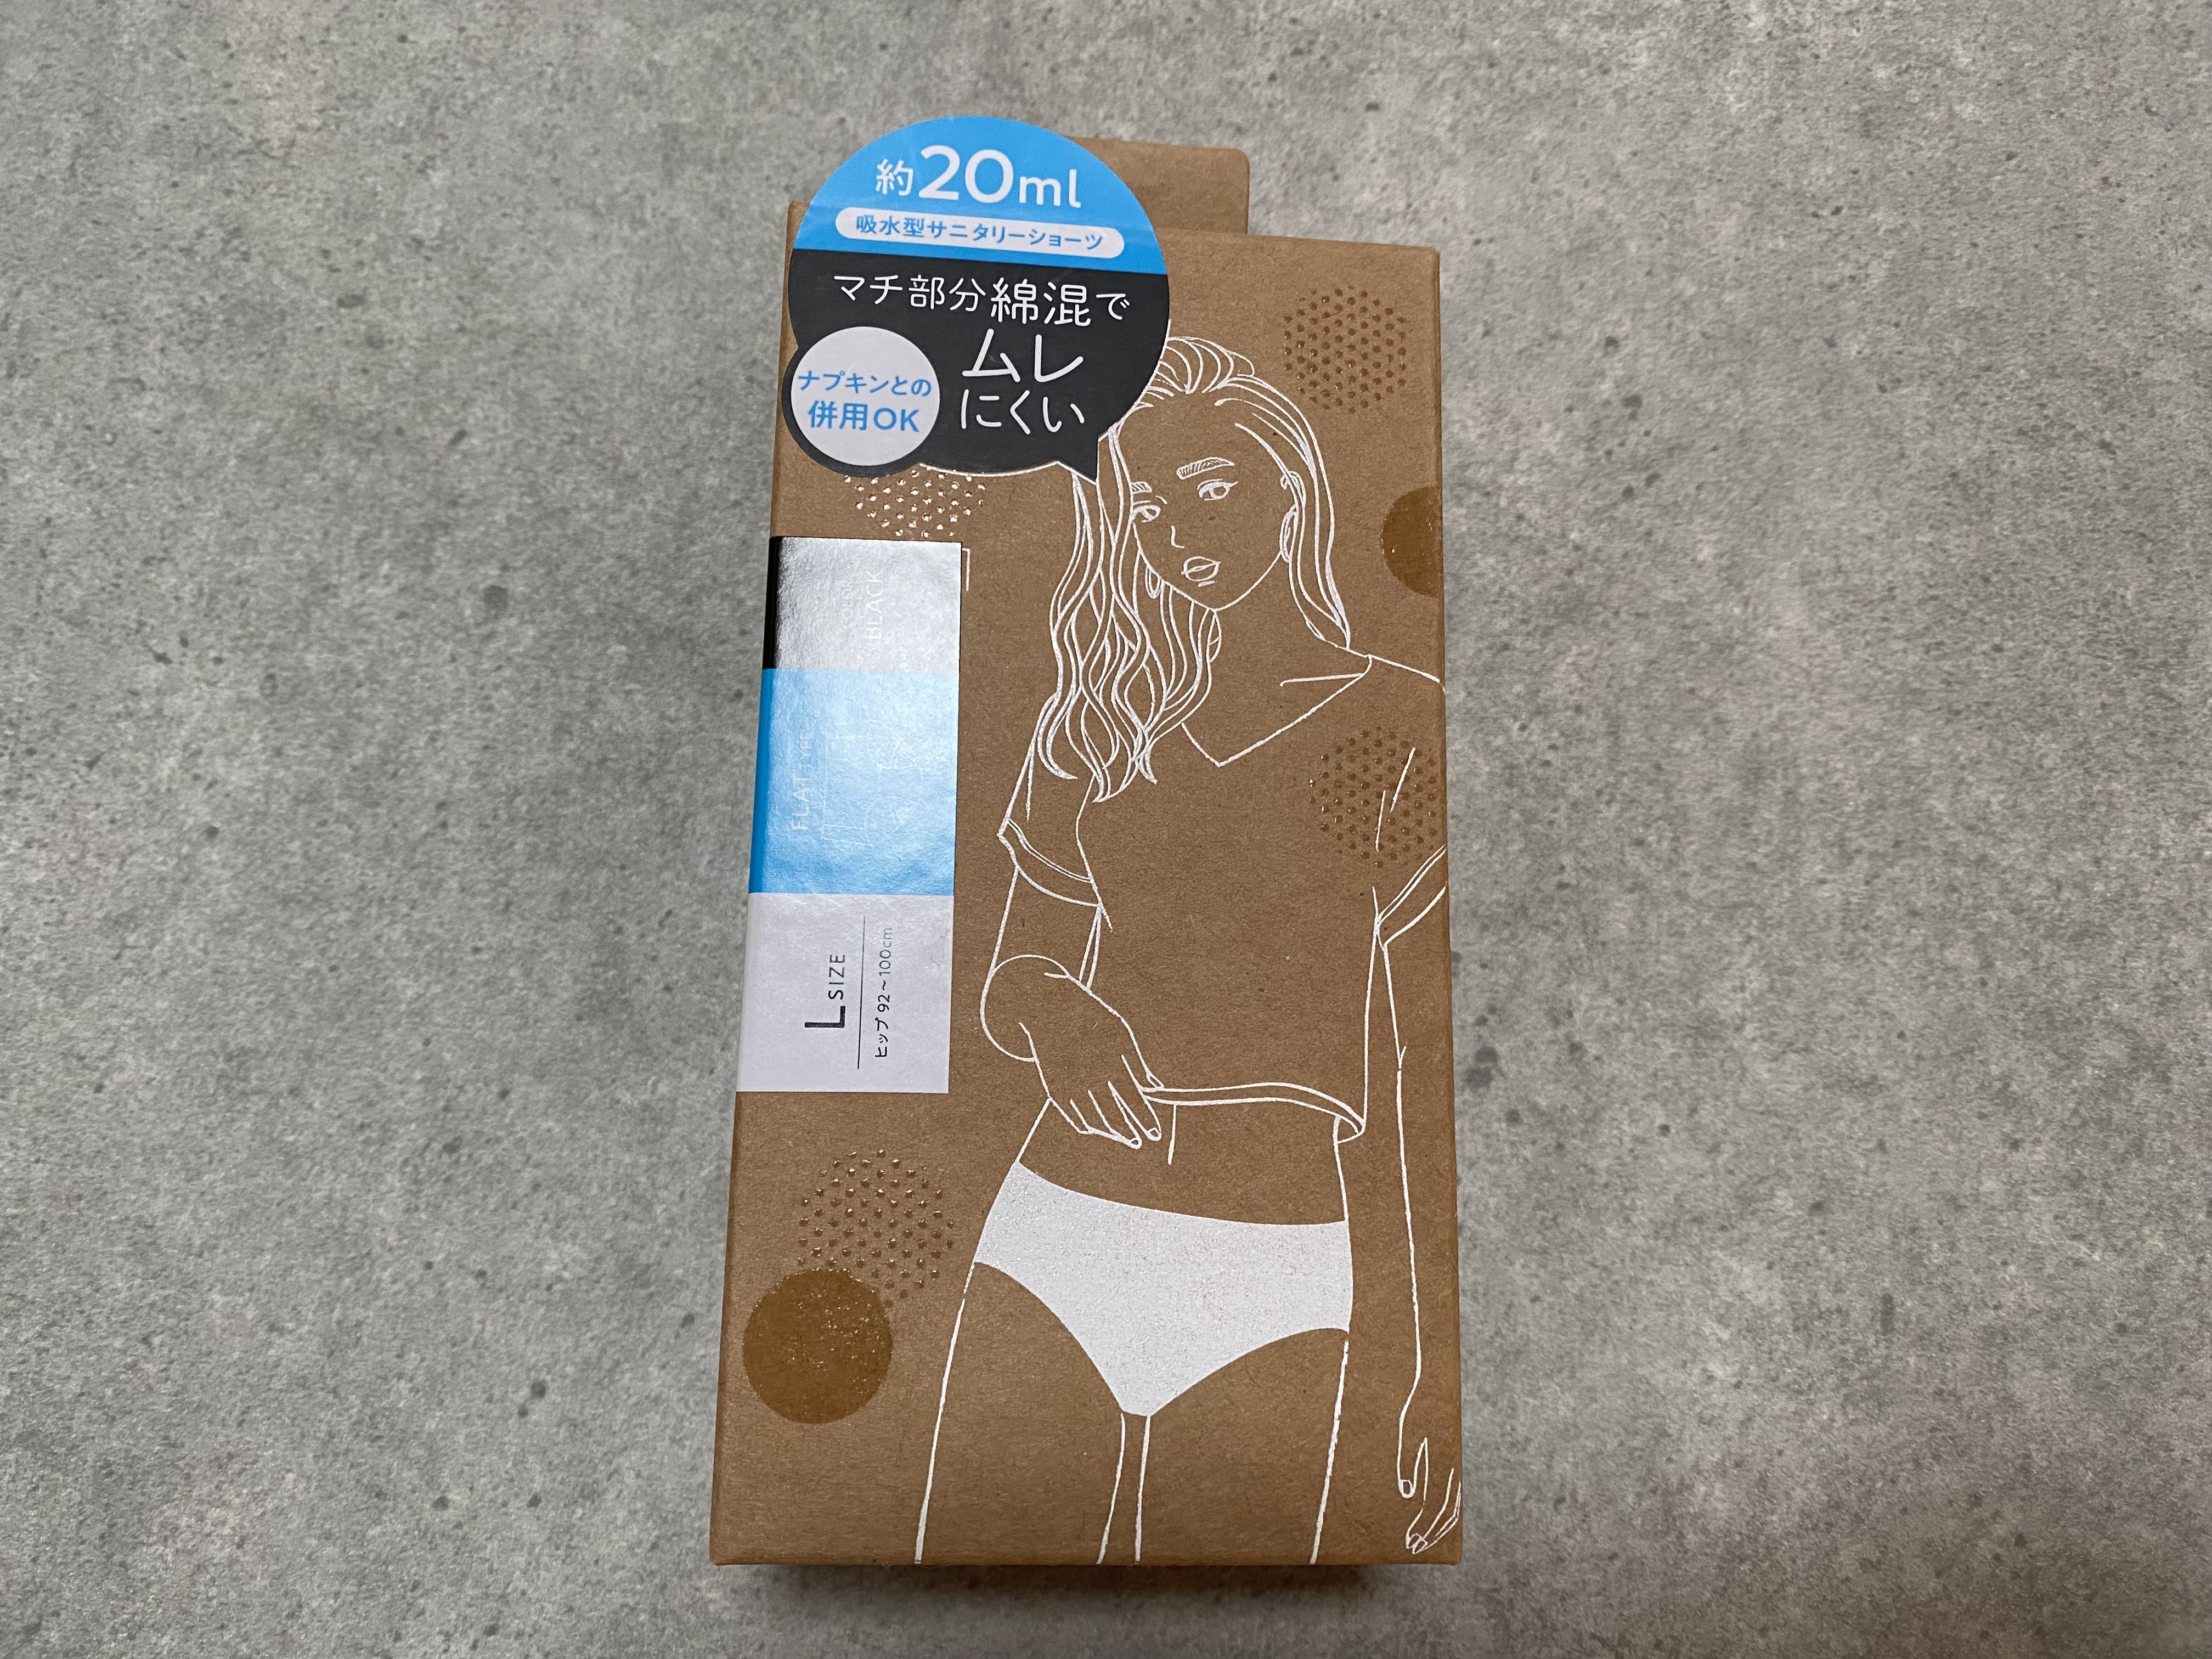 約20ml
吸水型サニタリーショーツ
マチ部分綿混で
ムレ
にくい
ナプキンとの
併用OK
BLACK
FLAT TYPE
L SIZE
ヒップ 92~100cm